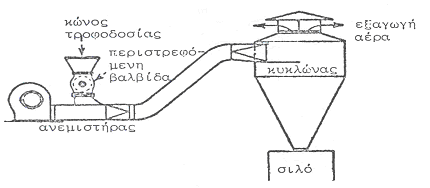 κώνος
τροφοδοσίας
περιστρεφό-
μενη
βαλβίδα
ανεμιστήρας
εξαγωγή
αέρα
κυκλώνας
σιλό